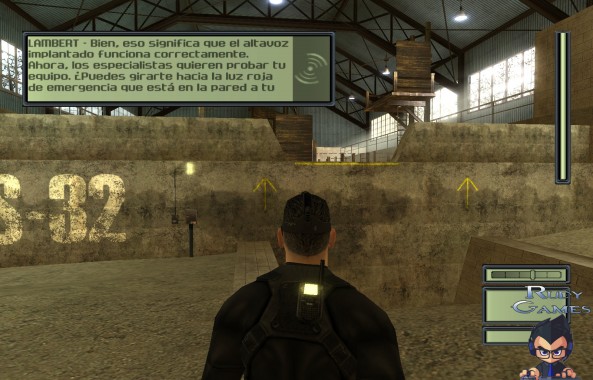 LAMBERT - Bien, eso significa que el altavoz
implantado funciona correctamente.
Ahora, los especialistas quieren probar tu
equipo. ¿Puedes girarte hacia la luz roja
de emergencia que está en la pared a tu
S-32
RUBY
GAMES